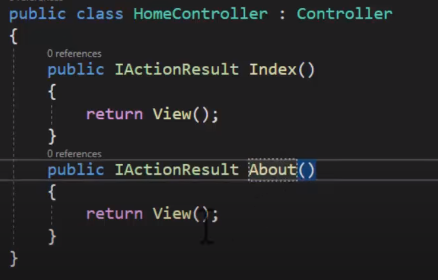 public class HomeController : Controller
{
0 references
public IActionResult Index()
{
return View();
}
0 references
public IActionResult About()
{
return View();
}
}